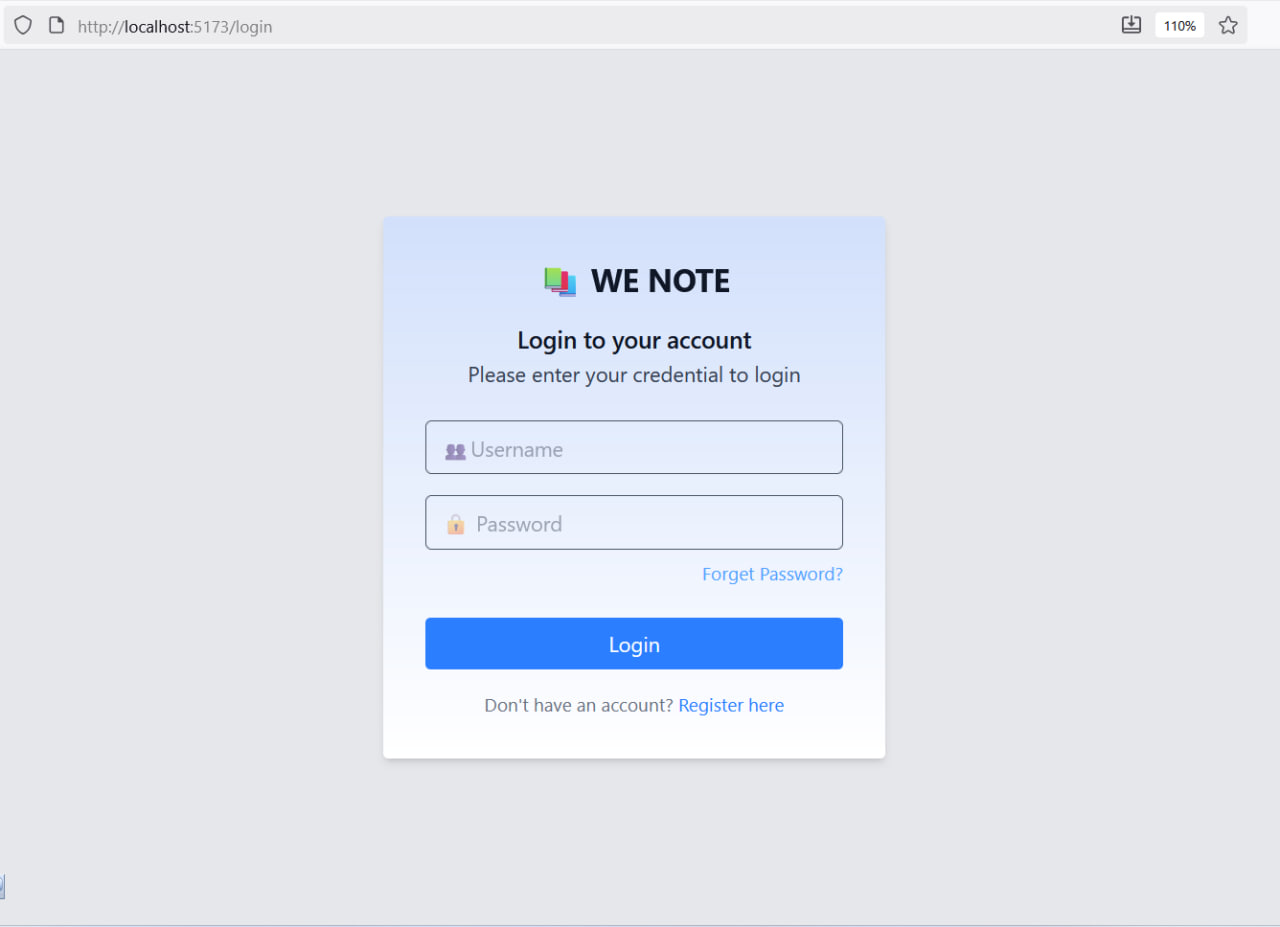 http://localhost:5173/login
110%
WE NOTE
Login to your account
Please enter your credential to login
Username
Password
Forget Password?
Login
Don't have an account? Register here